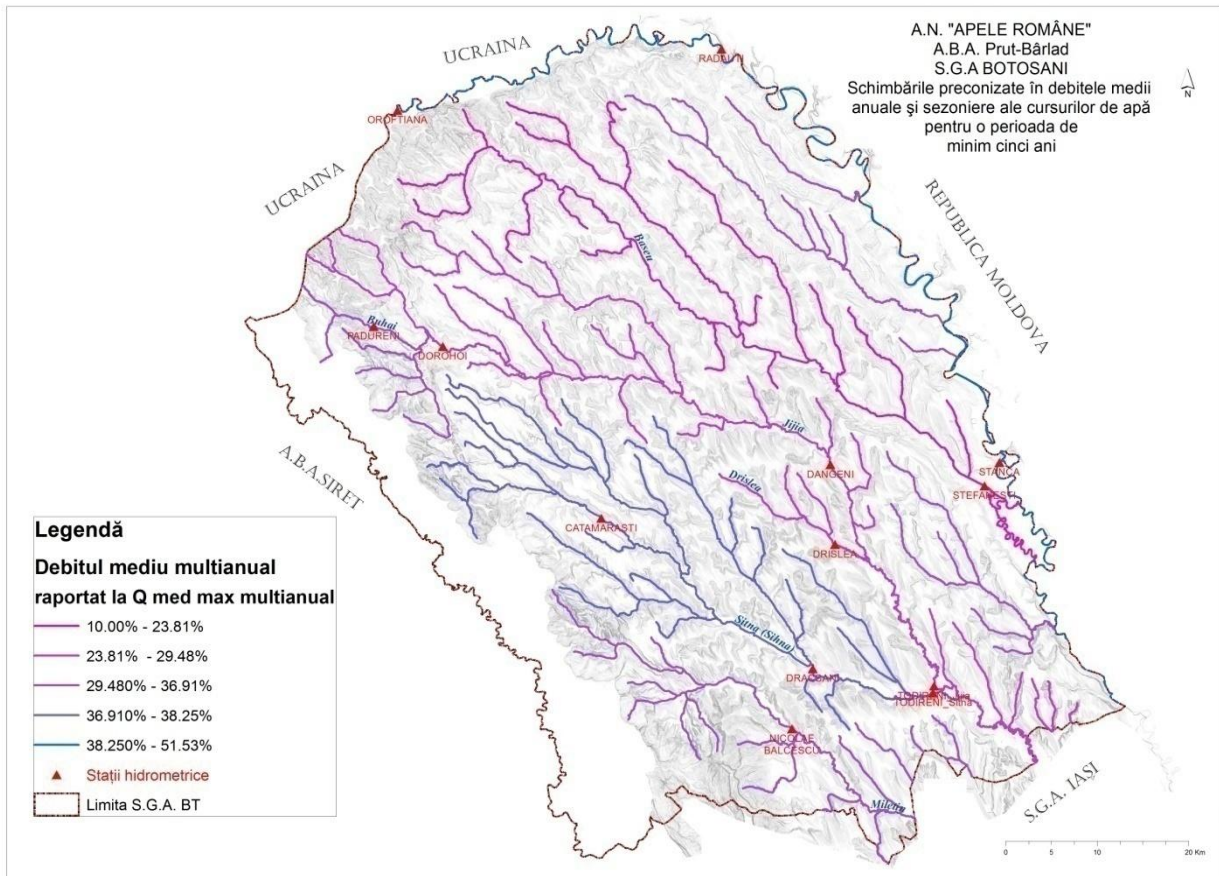 A.N. "APELE ROMÂNE"
A.B.A. Prut-Bârlad
S.G.A BOTOSANI
Schimbările preconizate în debitele medii
anuale şi sezoniere ale cursurilor de apă
pentru o perioada de
minim cinci ani
N
UCRAINA
RADAUTI
OROFTIANA
UCRAINA
REPUBLICA MOLDOVA
Baseu
Buhai
PADURENI
DOROHOI
A.B.A.SIRET
Jijia
DANGENI
STANCA
STEFANESTI
Drislea
CATAMARASTI
DRISLEA
Sitna (Sihna)
DRACSANI
TODIRENI_Jijia
TODIRENI_Sitna
NICOLAE
BALCESCU
Miletin
S.G.A. IAŞI
Legendă
Debitul mediu multianual
raportat la Q med max multianual
10.00% - 23.81%
23.81% - 29.48%
29.480% - 36.91%
36.910% - 38.25%
38.250% - 51.53%
Stații hidrometrice
Limita S.G.A. BT
0 5 10 20 Km